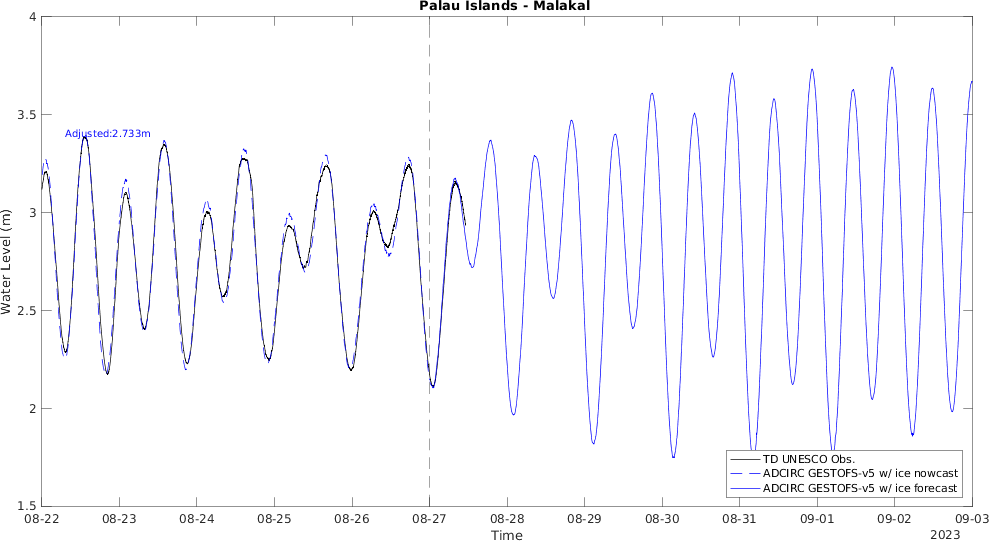 Palau Islands - Malakal
4
3.5
3
2.5
2
1.5
Water Level (m)
Adjusted:2.733m
TD UNESCO Obs.
ADCIRC GESTOFS-v5 w/ ice nowcast
ADCIRC GESTOFS-v5 w/ ice forecast
08-22 08-23 08-24 08-25 08-26 08-27 08-28 08-29 08-30 08-31 09-01 09-02 09-03
Time
2023